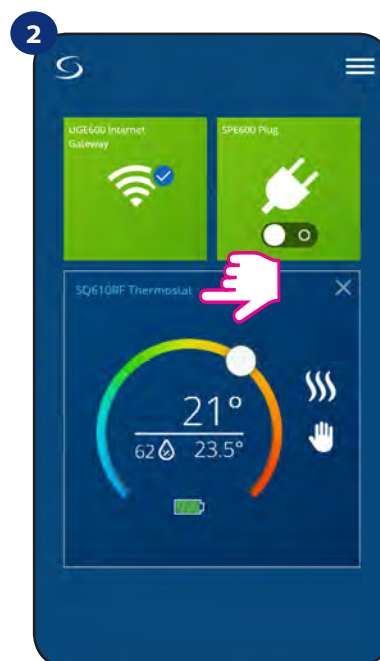 2
UGE600 Internet
Gateway
SPE600 Plug
SQ610RF Thermostat
21°
62 23.5°